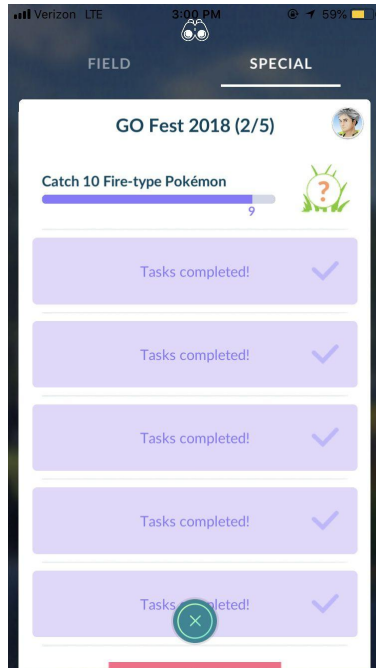 Verizon LTE 3:00 PM 59%
FIELD SPECIAL
GO Fest 2018 (2/5)
Catch 10 Fire-type Pokémon
?
9
Tasks completed!
Tasks completed!
Tasks completed!
Tasks completed!
Tasks completed!